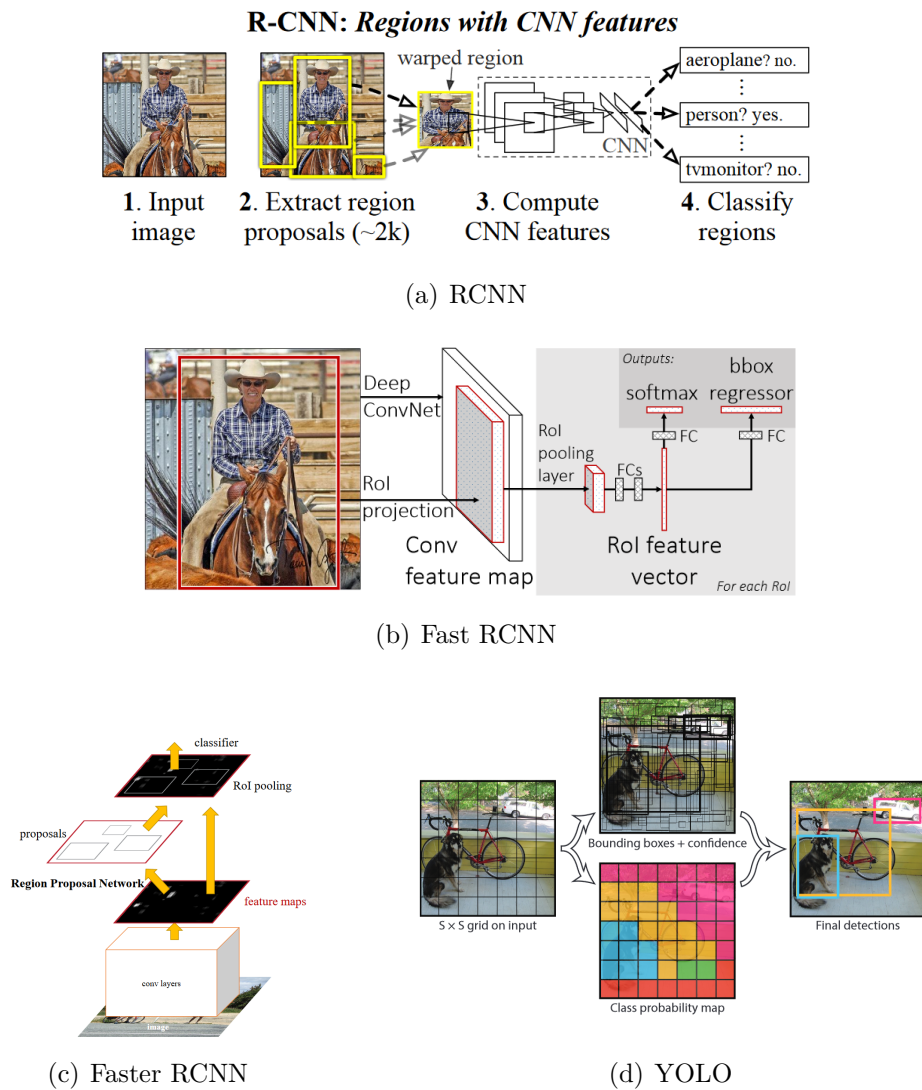 R-CNN: Regions with CNN features
warped region
aeroplane? no.
⋮
person? yes.
⋮
tvmonitor? no.
CNN
1. Input
image
2. Extract region
proposals (~2k)
3. Compute
CNN features
4. Classify
regions
(a) RCNN
Deep
ConvNet
RoI
projection
Conv
feature map
RoI
pooling
layer
FCs
RoI feature
vector
Outputs:
softmax
bbox
regressor
FC
FC
For each RoI
(b) Fast RCNN
classifier
RoI pooling
proposals
Region Proposal Network
feature maps
conv layers
image
(c) Faster RCNN
S × S grid on input
Bounding boxes + confidence
Class probability map
Final detections
(d) YOLO